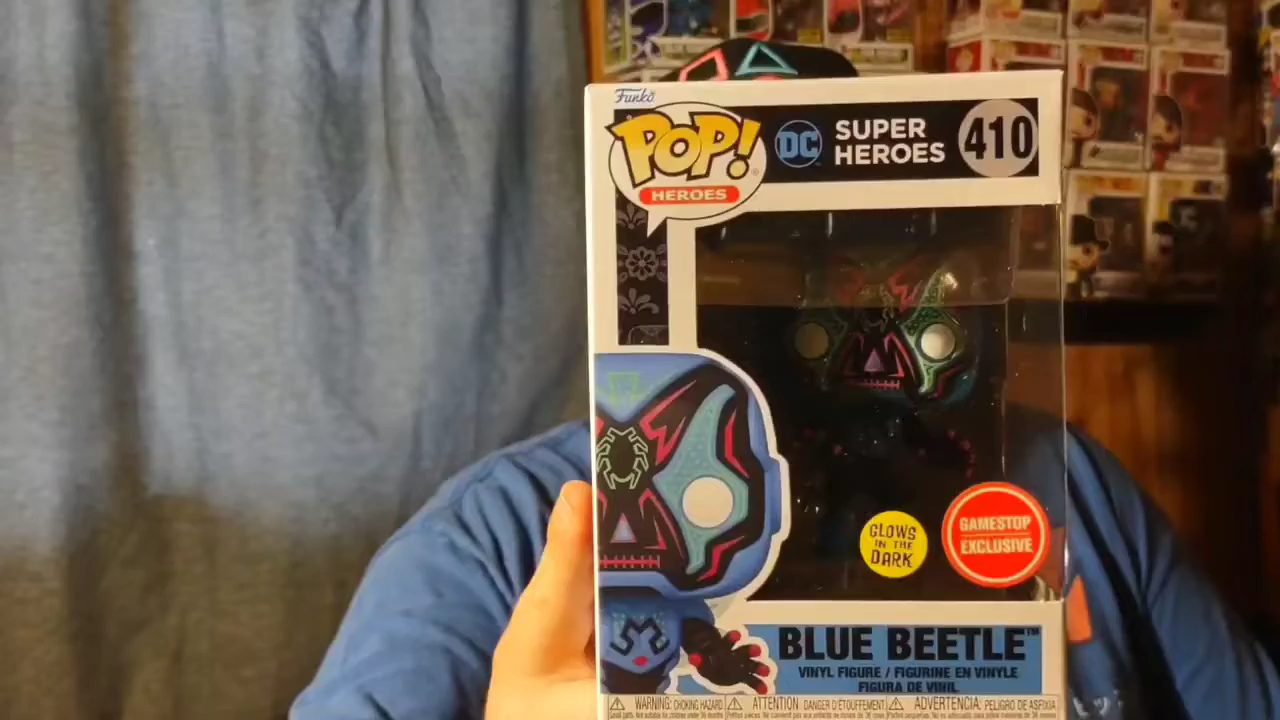 Funko
POP!
HEROES
DC
SUPER
HEROES
410
GLOWS
IN THE
DARK
GAMESTOP
EXCLUSIVE
BLUE BEETLE™
VINYL FIGURE / FIGURINE EN VINYLE
FIGURA DE VINIL
⚠ WARNING: CHOKING HAZARD ⚠ ATTENTION DANGER D'ÉTOUFFEMENT ⚠ ADVERTENCIA: PELIGRO DE ASFIXIA